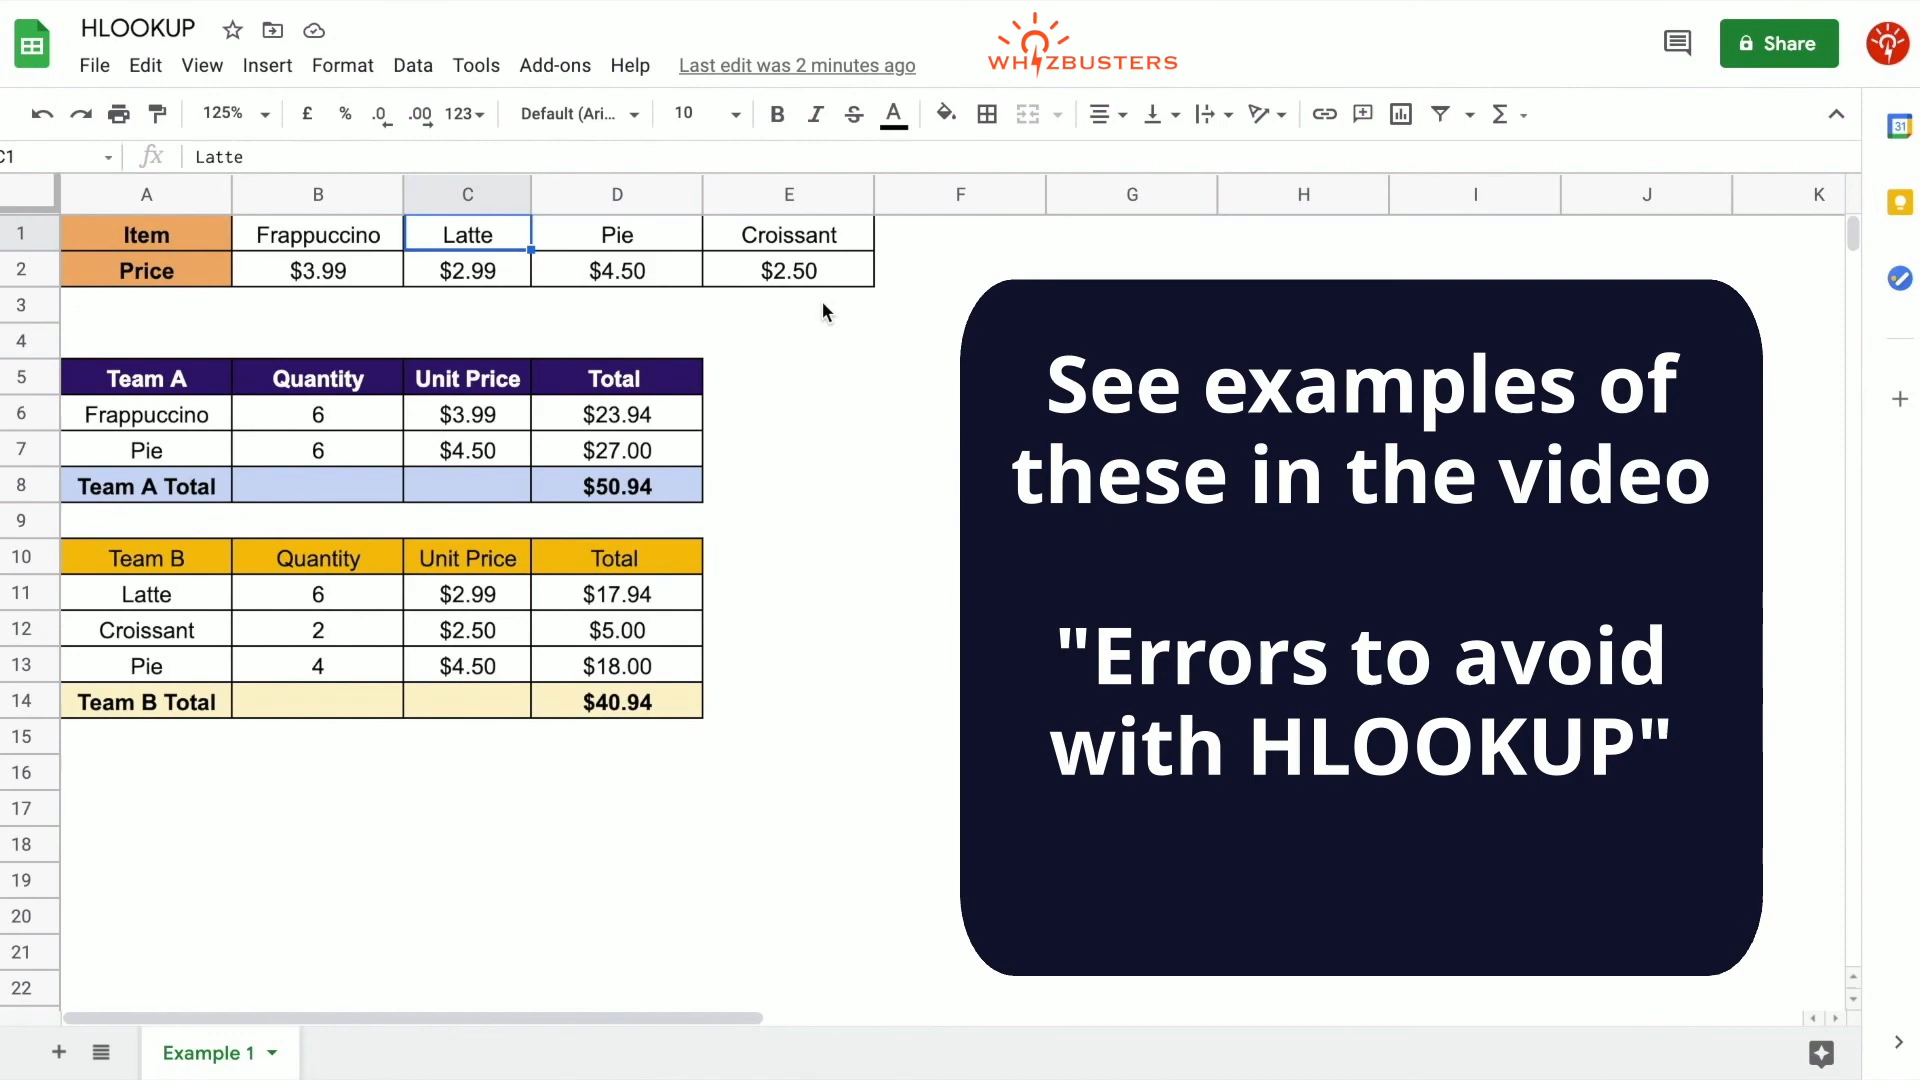 HLOOKUP
WHIZBUSTERS
Share
File Edit View Insert Format Data Tools Add-ons Help Last edit was 2 minutes ago
125% £ % .0 .00 123 Default (Ari... 10 B I S A Σ
31
C1 fx Latte
A B C D E F G H I J K
1 Item Frappuccino Latte Pie Croissant
2 Price $3.99 $2.99 $4.50 $2.50
3
4
5 Team A Quantity Unit Price Total
6 Frappuccino 6 $3.99 $23.94
7 Pie 6 $4.50 $27.00
8 Team A Total $50.94
9
10 Team B Quantity Unit Price Total
11 Latte 6 $2.99 $17.94
12 Croissant 2 $2.50 $5.00
13 Pie 4 $4.50 $18.00
14 Team B Total $40.94
15
16
17
18
19
20
21
22
See examples of
these in the video
"Errors to avoid
with HLOOKUP"
Example 1